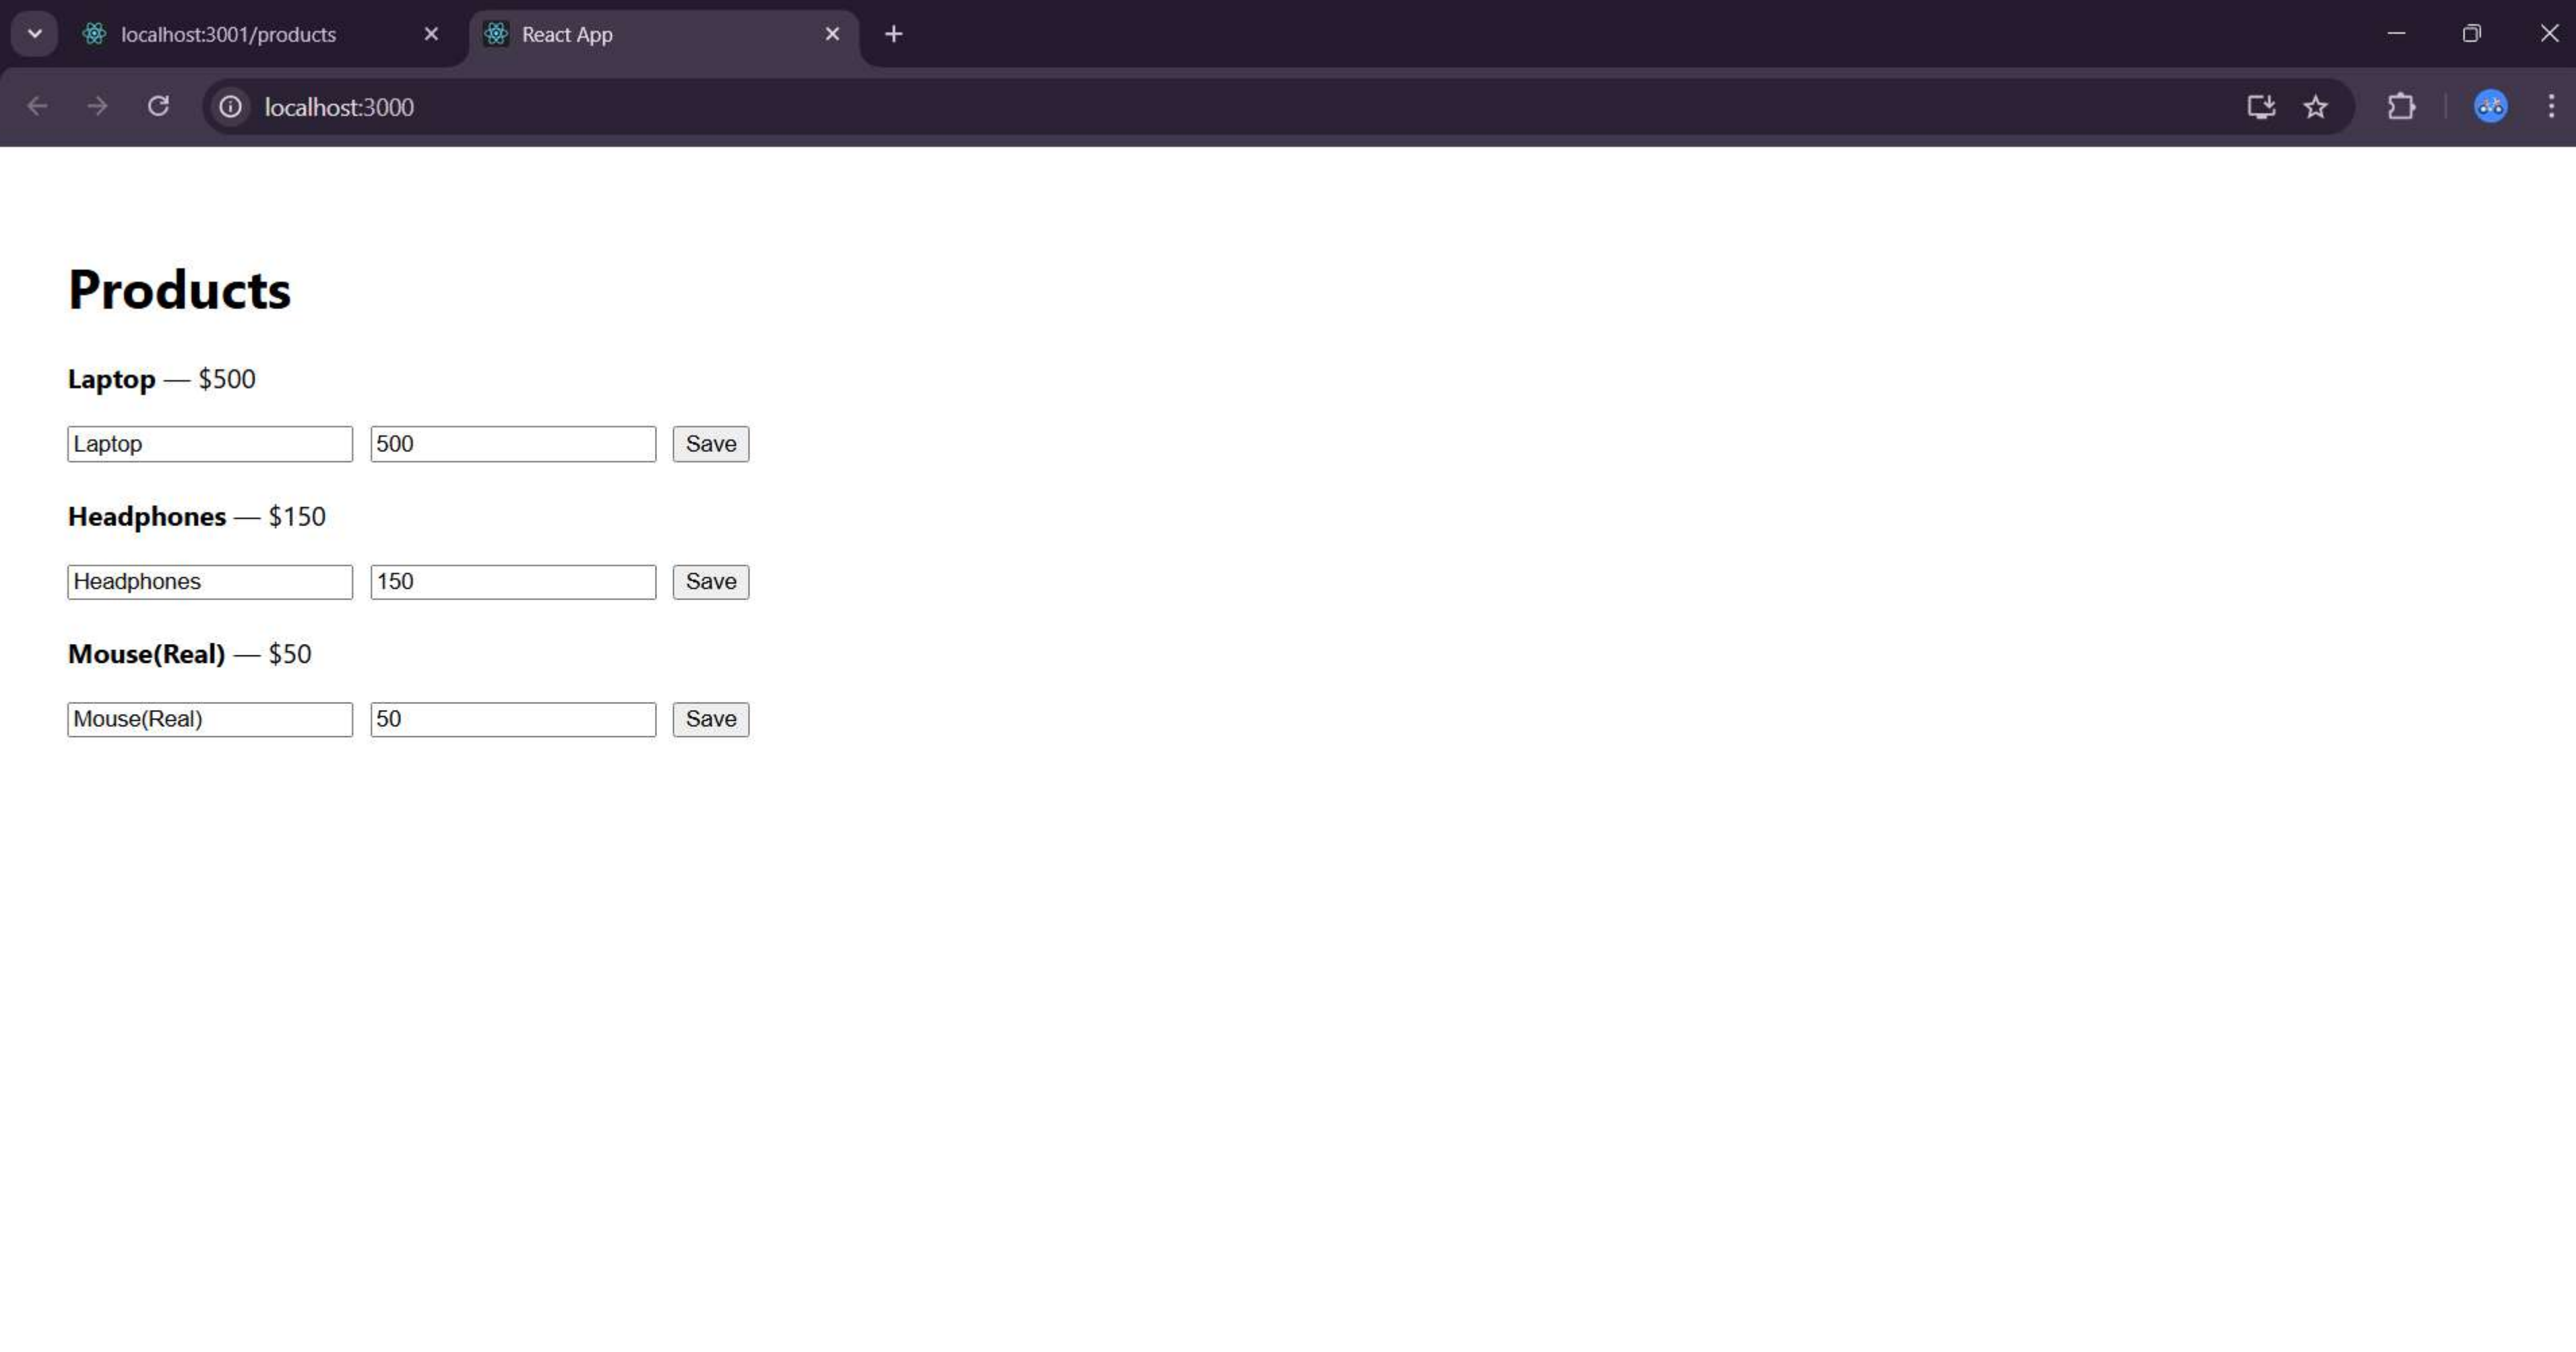 localhost:3001/products
React App
localhost:3000
Products
Laptop — $500
Laptop 500 Save
Headphones — $150
Headphones 150 Save
Mouse(Real) — $50
Mouse(Real) 50 Save